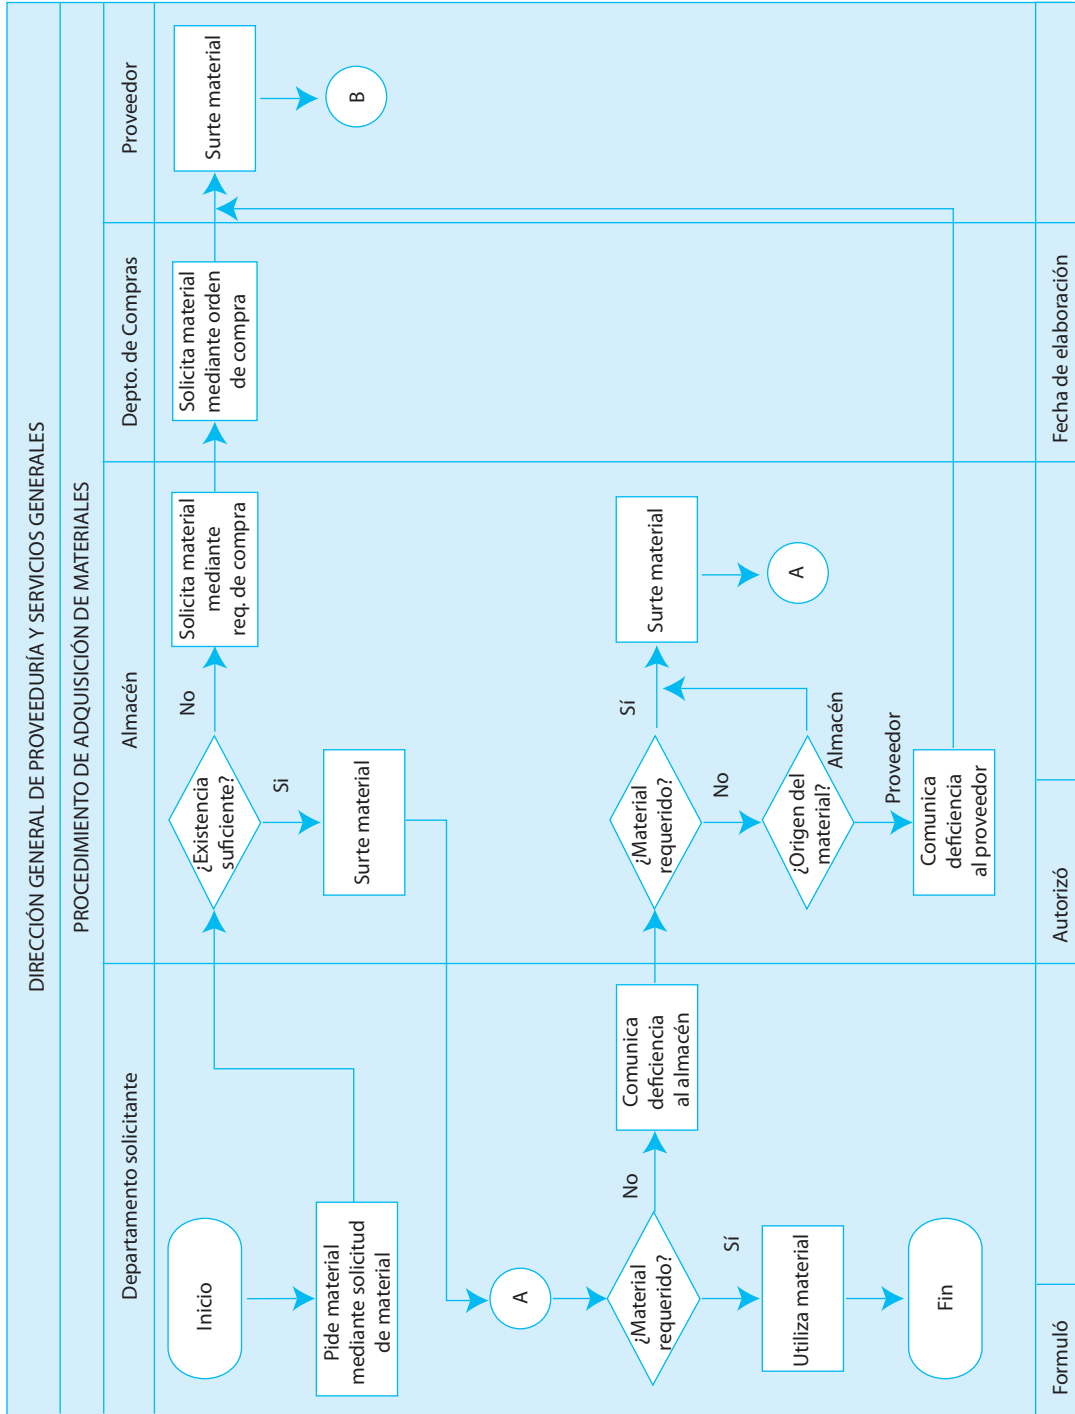 DIRECCIÓN GENERAL DE PROVEEDURÍA Y SERVICIOS GENERALES
PROCEDIMIENTO DE ADQUISICIÓN DE MATERIALES
Departamento solicitante
Almacén
Depto. de Compras
Proveedor
Inicio
Pide material
mediante solicitud
de material
¿Existencia
suficiente?
No
Si
Solicita material
mediante
req. de compra
Solicita material
mediante orden
de compra
Surte material
B
Surte material
A
¿Material
requerido?
No
Sí
Comunica
deficiencia
al almacén
¿Material
requerido?
Sí
No
Surte material
A
¿Origen del
material?
Almacén
Proveedor
Comunica
deficiencia
al proveedor
Utiliza material
Fin
Formuló
Autorizó
Fecha de elaboración